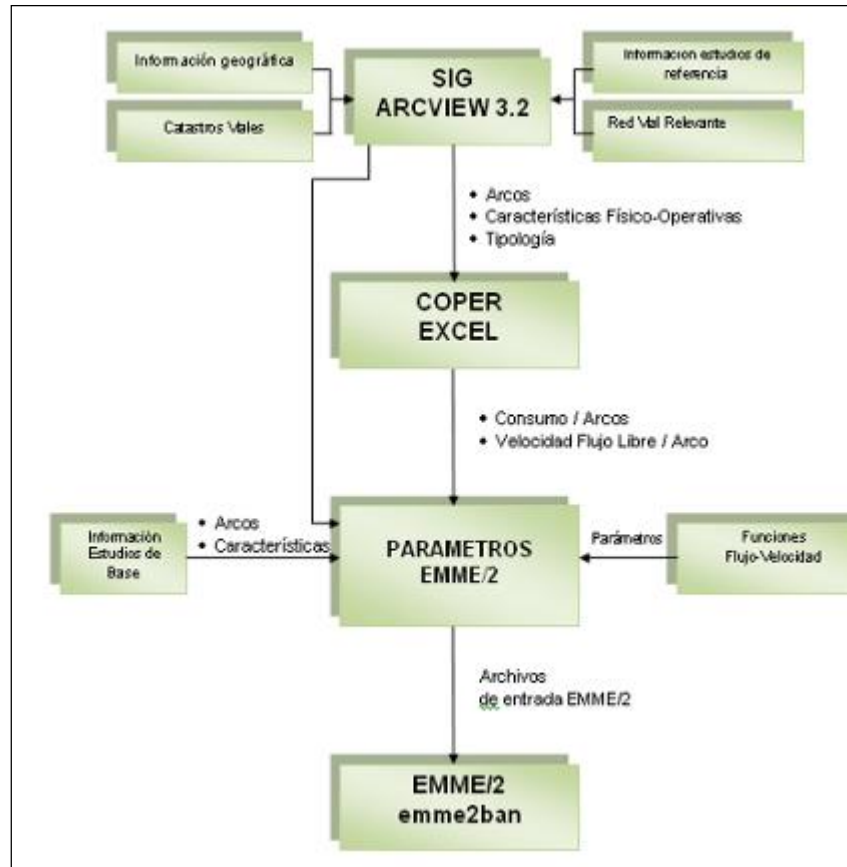 Información geográfica
Catastros Viales
SIG
ARCVIEW 3.2
Informacion estudios de
referencia
Red Vial Relevante
• Arcos
• Características Físico-Operativas
• Tipología
COPER
EXCEL
• Consumo / Arcos
• Velocidad Flujo Libre / Arco
Información
Estudios de
Base
• Arcos
• Características
PARAMETROS
EMME/2
Parámetros
Funciones
Flujo-Velocidad
Archivos
de entrada EMME/2
EMME/2
emme2ban